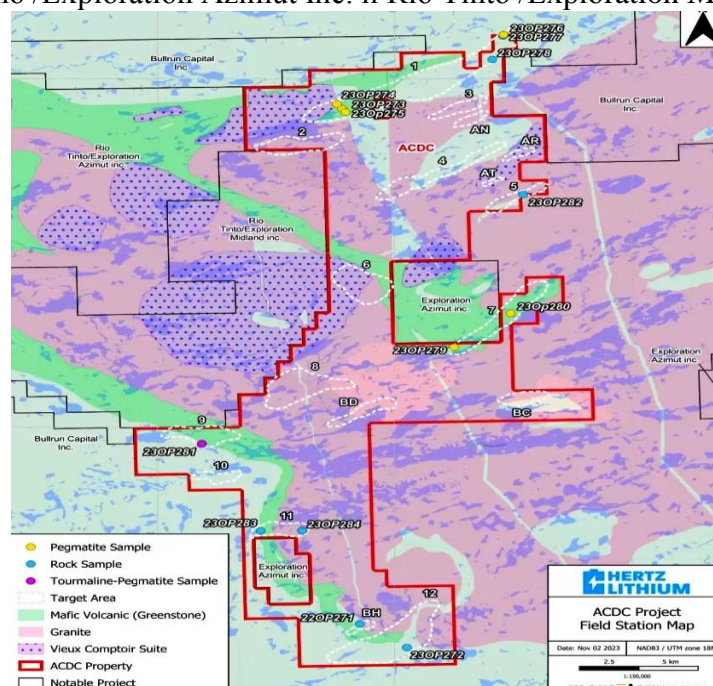 23OP276
23OP277
23OP278
Bullrun Capital
Inc.
1
23OP274
23OP273
23Op275
3
Bullrun Capital
Inc.
2
AN
ACDC
AR
Rio
Tinto/Exploration
Azimut inc.
4
AT
5
23OP282
Rio
Tinto/Exploration
Midland inc.
6
Exploration
Azimut inc.
7
23Op280
23OP279
Exploration
Azimut inc.
8
BD
BC
9
Bullrun Capital
Inc.
23OP281
10
11
23OP283
23OP284
Exploration
Azimut inc.
12
BH
22OP271
23OP272
Pegmatite Sample
Rock Sample
Tourmaline-Pegmatite Sample
Target Area
Mafic Volcanic (Greenstone)
Granite
Vieux Comptoir Suite
ACDC Property
Notable Project
HERTZ
LITHIUM
ACDC Project
Field Station Map
Date: Nov 02 2023
NAD83 / UTM zone 18N
2.5 5 km
1:150,000